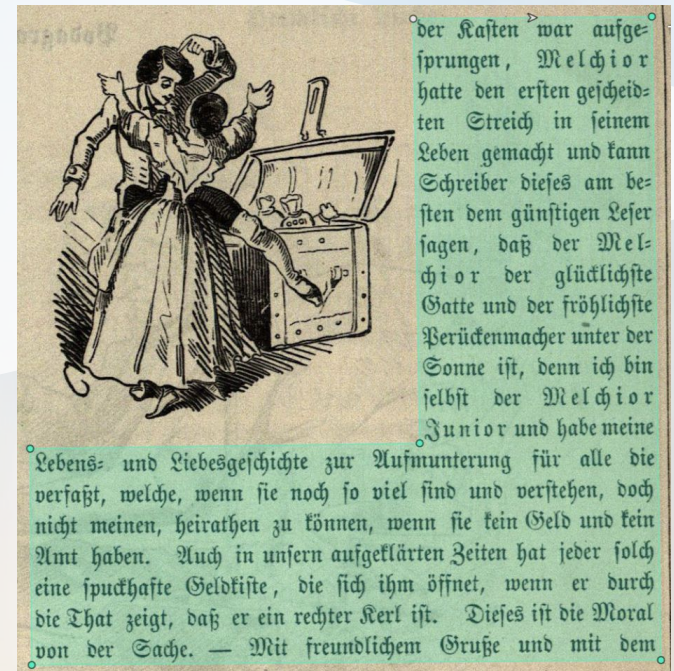 der Kaſten war aufge⸗
ſprungen, Melchior
hatte den erſten geſcheid⸗
ten Streich in ſeinem
Leben gemacht und kann
Schreiber dieſes am be⸗
ſten dem günſtigen Leſer
ſagen, daß der Mel⸗
chior der glücklichſte
Gatte und der fröhlichſte
Perückenmacher unter der
Sonne iſt, denn ich bin
ſelbſt der Melchior
Junior und habe meine
Lebens⸗ und Liebesgeſchichte zur Aufmunterung für alle die
verfaßt, welche, wenn ſie noch ſo viel ſind und verſtehen, doch
nicht meinen, heirathen zu können, wenn ſie kein Geld und kein
Amt haben. Auch in unſern aufgeklärten Zeiten hat jeder ſolch
eine ſpuckhafte Geldkiſte, die ſich ihm öffnet, wenn er durch
die That zeigt, daß er ein rechter Kerl iſt. Dieſes iſt die Moral
von der Sache. — Mit freundlichem Gruße und mit dem